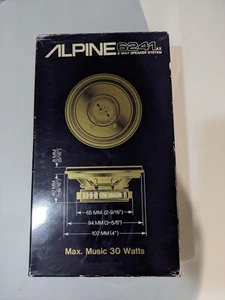 ALPINE 6241AX
2-WAY SPEAKER SYSTEM
65 MM (2-9/16")
94 MM (3-5/8")
102 MM (4")
Max. Music 30 Watts